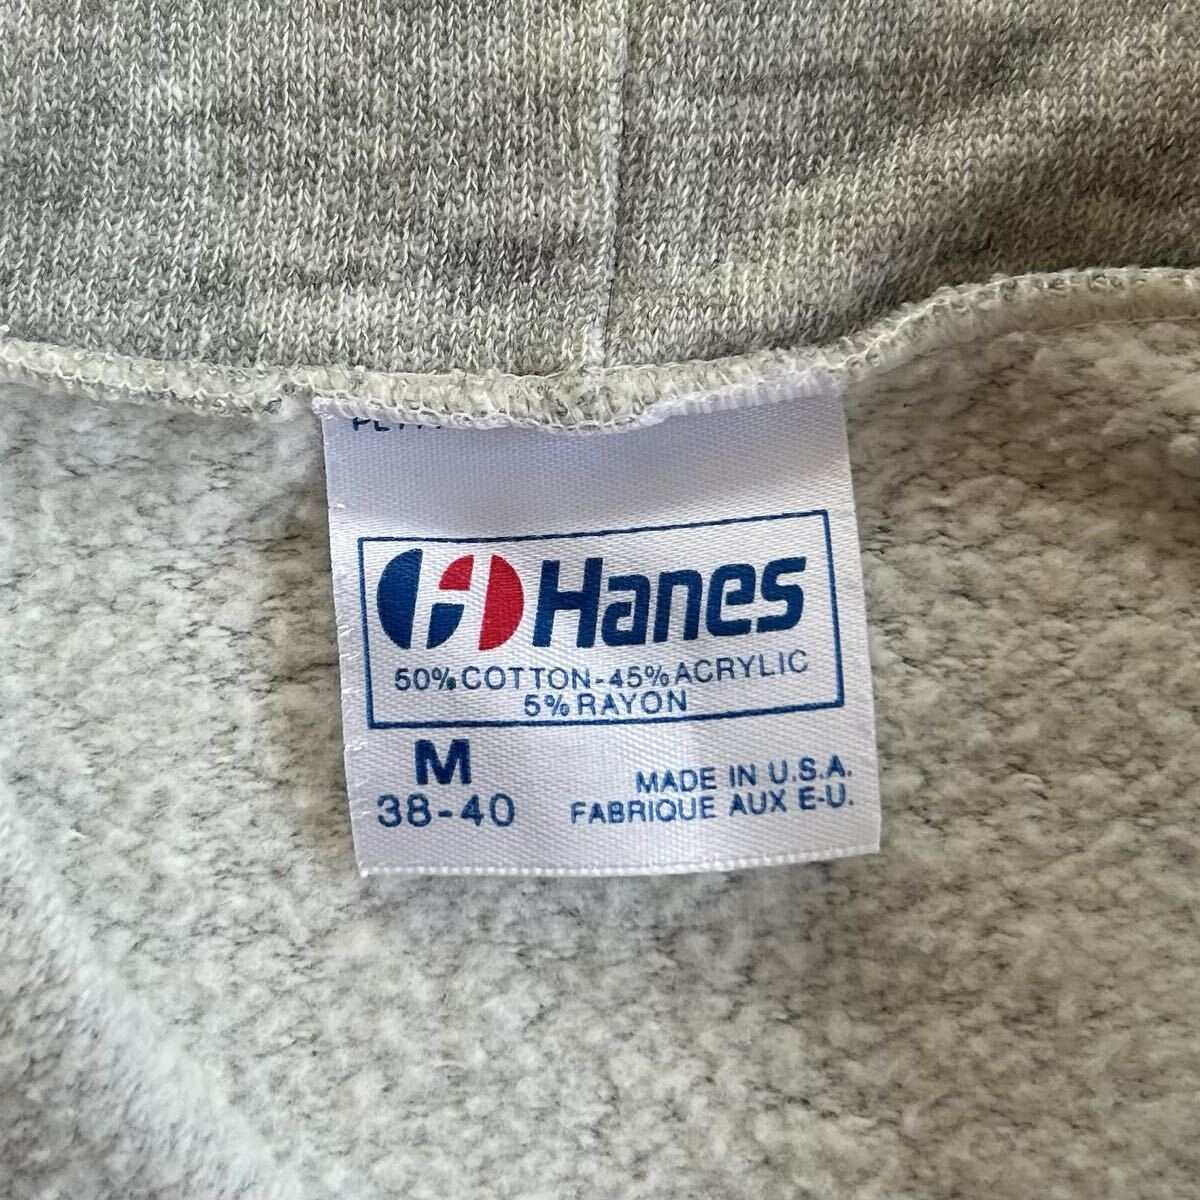 Hanes
50% COTTON-45% ACRYLIC
5% RAYON
M
38-40
MADE IN U.S.A.
FABRIQUE AUX E-U.